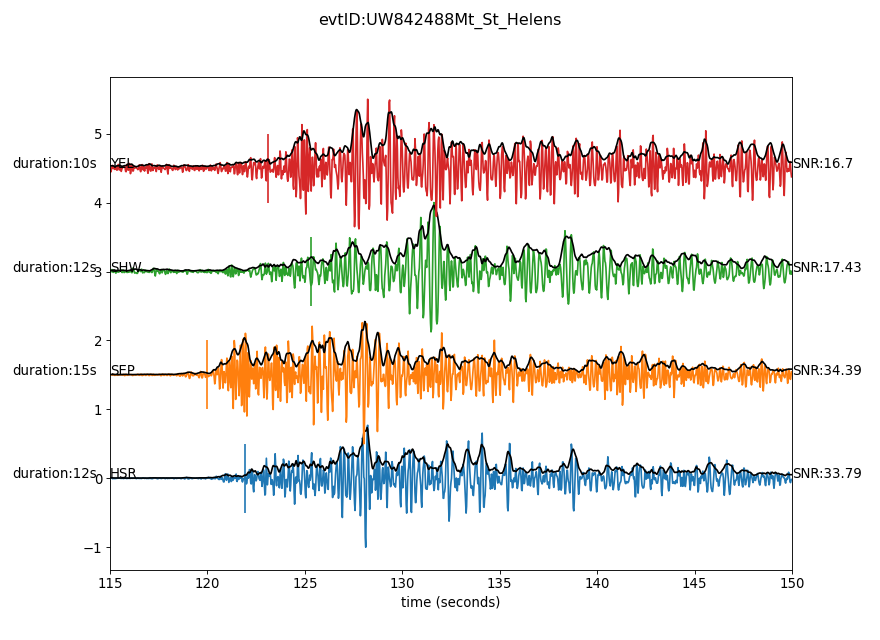 evtID:UW842488Mt_St_Helens
5
duration:10s YEL SNR:16.7
4
duration:12s 3 SHW SNR:17.43
2
duration:15s SEP SNR:34.39
1
duration:12s 0 HSR SNR:33.79
−1
115 120 125 130 135 140 145 150
time (seconds)